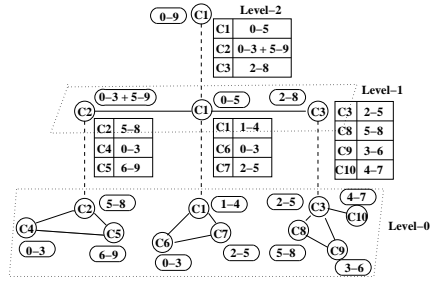 0–9
C1
Level–2
C1 0–5
C2 0–3 + 5–9
C3 2–8
Level–1
0–3 + 5–9
0–5
2–8
C2
C1
C3
C2 5–8
C4 0–3
C5 6–9
C1 1–4
C6 0–3
C7 2–5
C3 2–5
C8 5–8
C9 3–6
C10 4–7
Level–0
C2
5–8
C4
C5
0–3
6–9
C1
1–4
C6
C7
0–3
2–5
2–5
C3
4–7
C10
C8
C9
5–8
3–6